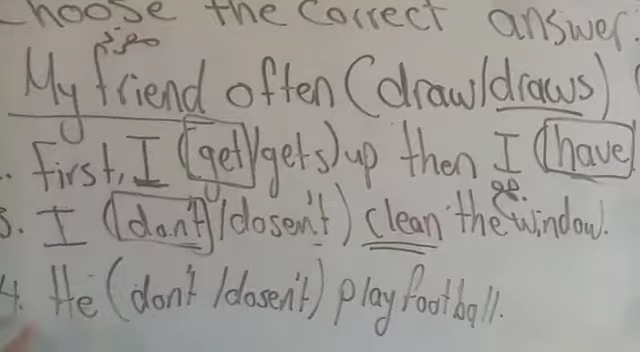 choose the correct answer:
My friend often (draw/draws)
First, I (get/gets) up then I (have
3. I (don't/dosen't) clean the window.
4. He (don't/dosen't) play football.